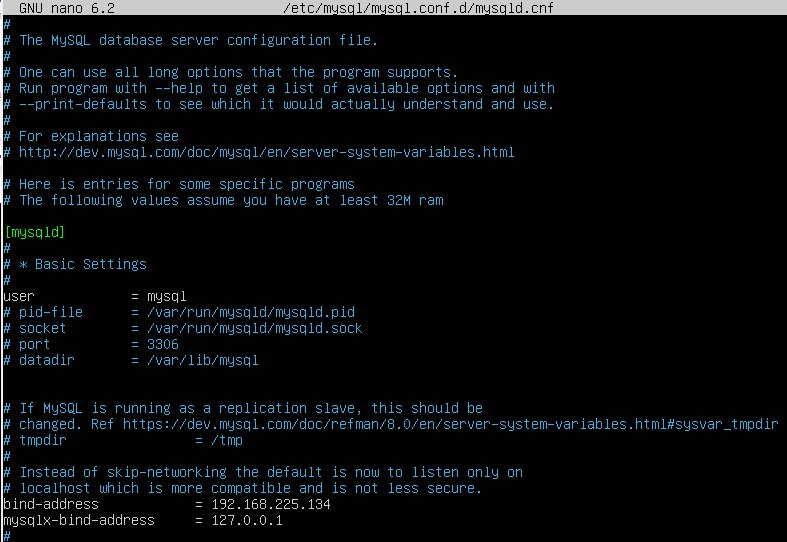 GNU nano 6.2 /etc/mysql/mysql.conf.d/mysqld.cnf
#
# The MySQL database server configuration file.
#
# One can use all long options that the program supports.
# Run program with --help to get a list of available options and with
# --print-defaults to see which it would actually understand and use.
#
# For explanations see
# http://dev.mysql.com/doc/mysql/en/server-system-variables.html
# Here is entries for some specific programs
# The following values assume you have at least 32M ram
[mysqld]
#
# * Basic Settings
#
user = mysql
# pid-file = /var/run/mysqld/mysqld.pid
# socket = /var/run/mysqld/mysqld.sock
# port = 3306
# datadir = /var/lib/mysql
# If MySQL is running as a replication slave, this should be
# changed. Ref https://dev.mysql.com/doc/refman/8.0/en/server-system-variables.html#sysvar_tmpdir
# tmpdir = /tmp
#
# Instead of skip-networking the default is now to listen only on
# localhost which is more compatible and is not less secure.
bind-address = 192.168.225.134
mysqlx-bind-address = 127.0.0.1
#